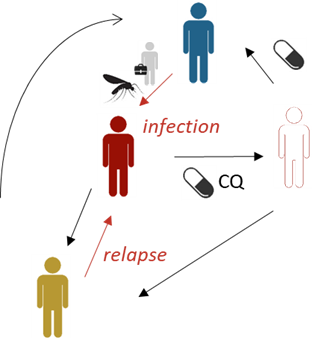 infection
CQ
relapse